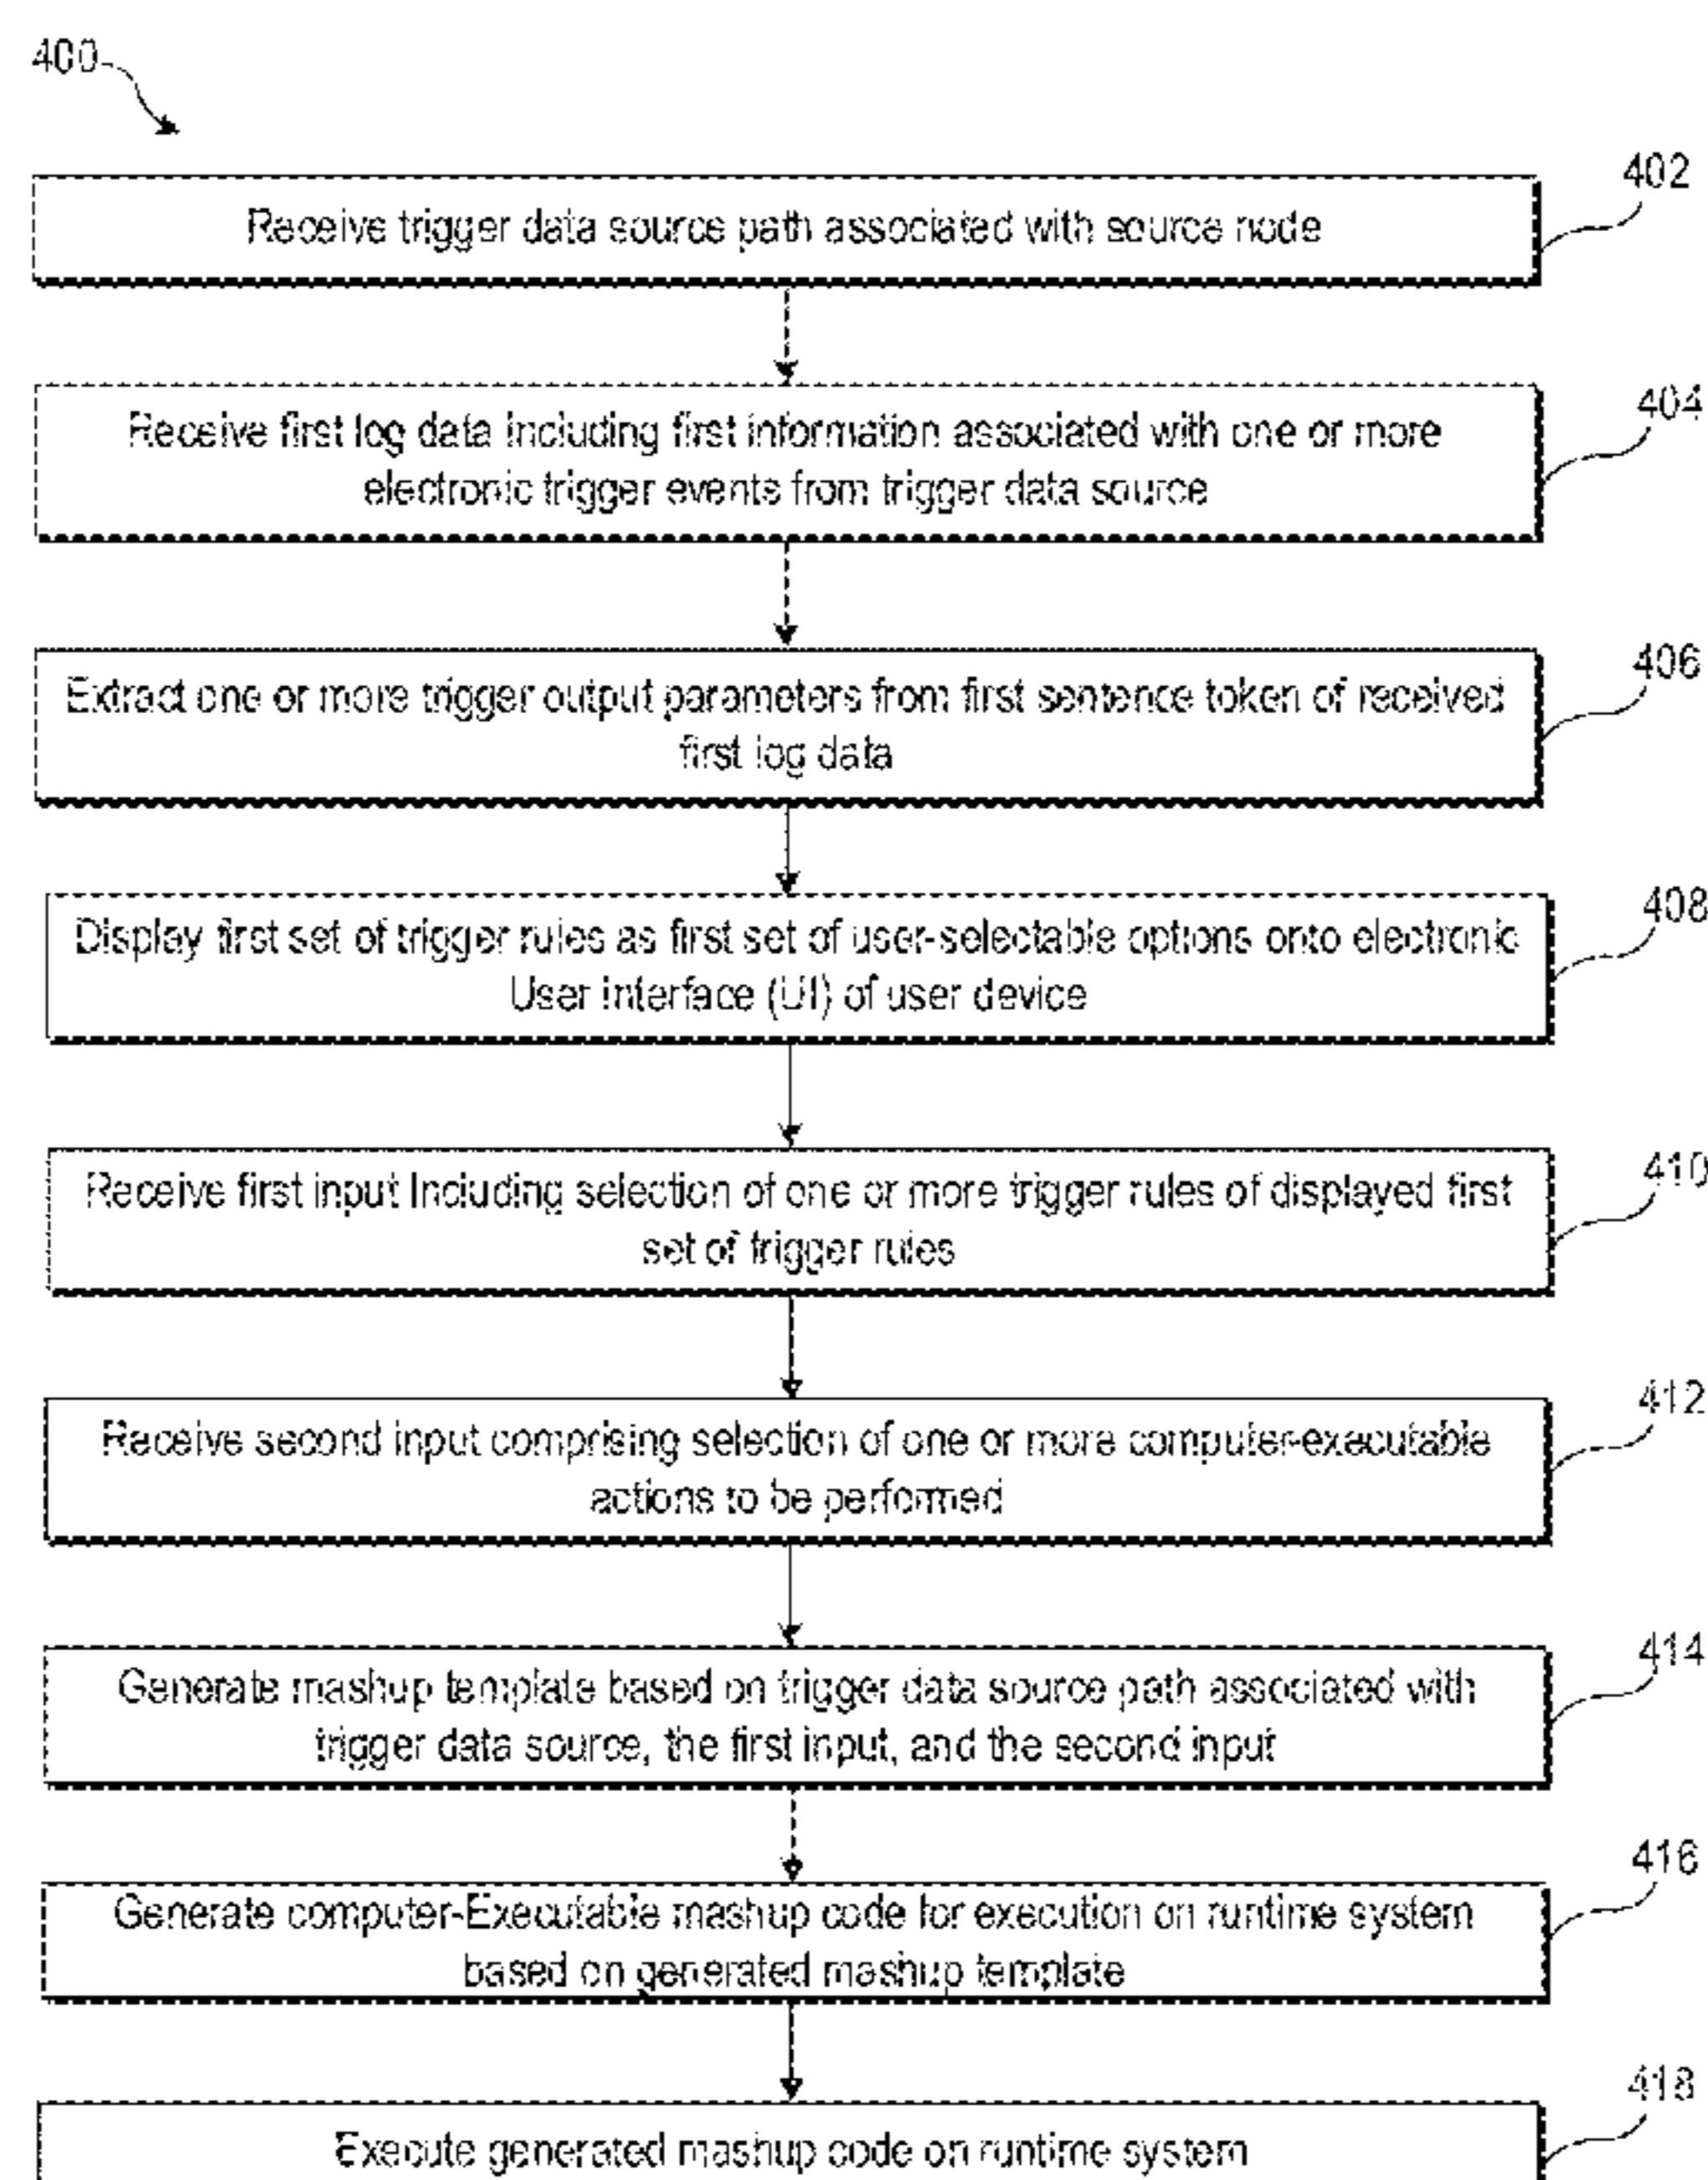 400
402
Receive trigger data source path associated with source node
404
Receive first log data including first information associated with one or more
electronic trigger events from trigger data source
406
Extract one or more trigger output parameters from first sentence token of received
first log data
408
Display first set of trigger rules as first set of user-selectable options onto electronic
User Interface (UI) of user device
410
Receive first input Including selection of one or more trigger rules of displayed first
set of trigger rules
412
Receive second input comprising selection of one or more computer-executable
actions to be performed
414
Generate mashup template based on trigger data source path associated with
trigger data source, the first input, and the second input
416
Generate computer-Executable mashup code for execution on runtime system
based on generated mashup template
418
Execute generated mashup code on runtime system